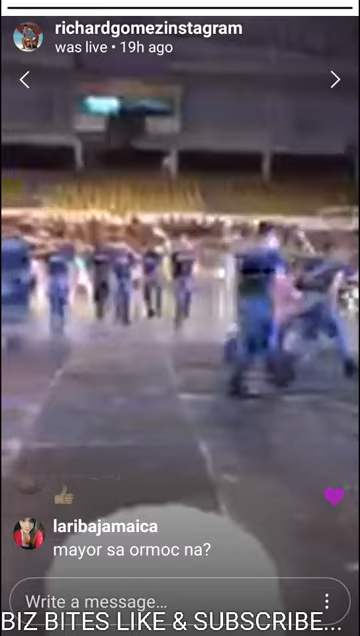 richardgomezinstagram
was live • 19h ago
laribajamaica
mayor sa ormoc na?
Write a message...
BIZ BITES LIKE & SUBSCRIBE...